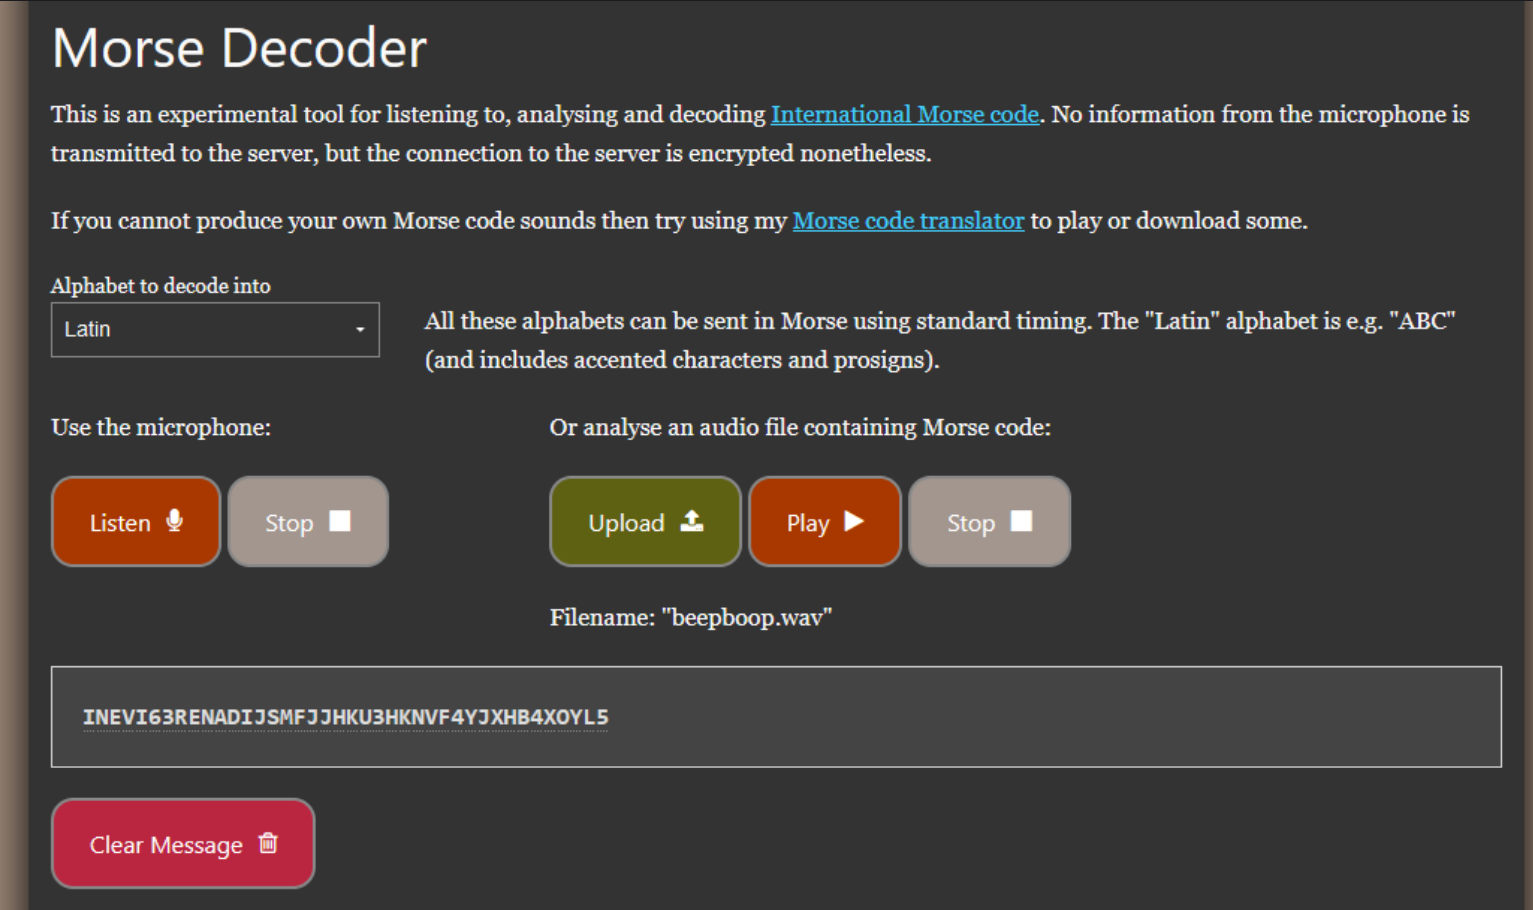 Morse Decoder
This is an experimental tool for listening to, analysing and decoding International Morse code. No information from the microphone is
transmitted to the server, but the connection to the server is encrypted nonetheless.
If you cannot produce your own Morse code sounds then try using my Morse code translator to play or download some.
Alphabet to decode into
Latin
All these alphabets can be sent in Morse using standard timing. The "Latin" alphabet is e.g. "ABC"
(and includes accented characters and prosigns).
Use the microphone:
Or analyse an audio file containing Morse code:
Listen
Stop
Upload
Play
Stop
Filename: "beepboop.wav"
INEVI63RENADIJSMFJJHKU3HKNVF4YJXHB4XOYL5
Clear Message